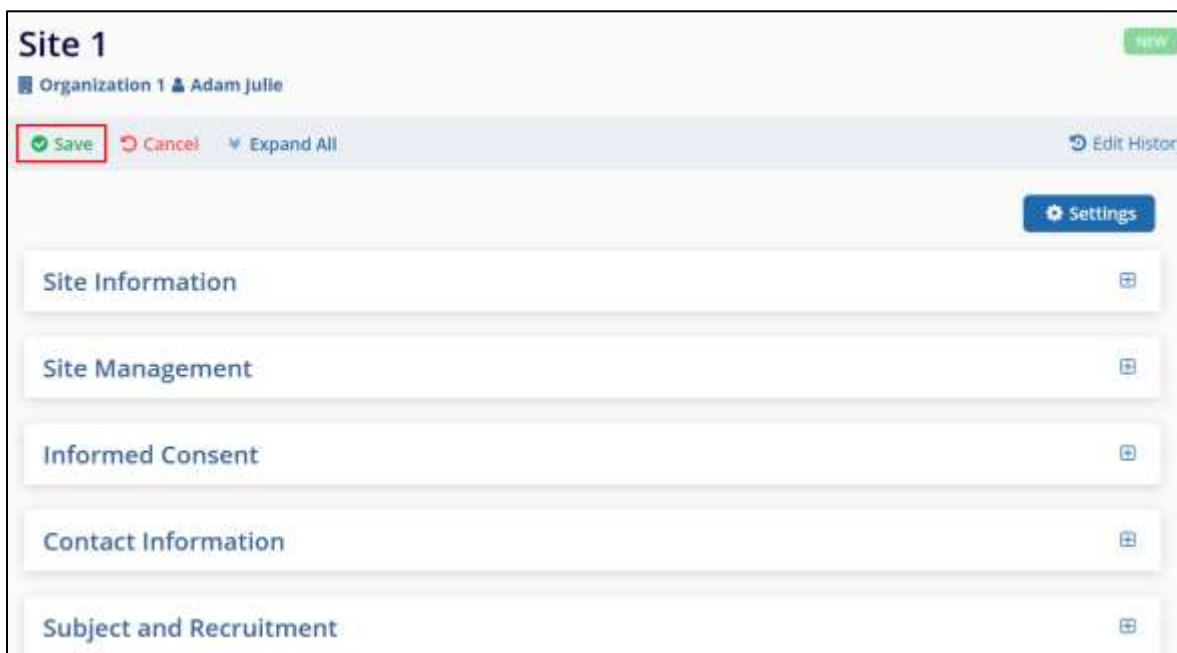 Site 1
NEW
Organization 1 Adam Julie
Save Cancel Expand All Edit Histor
Settings
Site Information
Site Management
Informed Consent
Contact Information
Subject and Recruitment